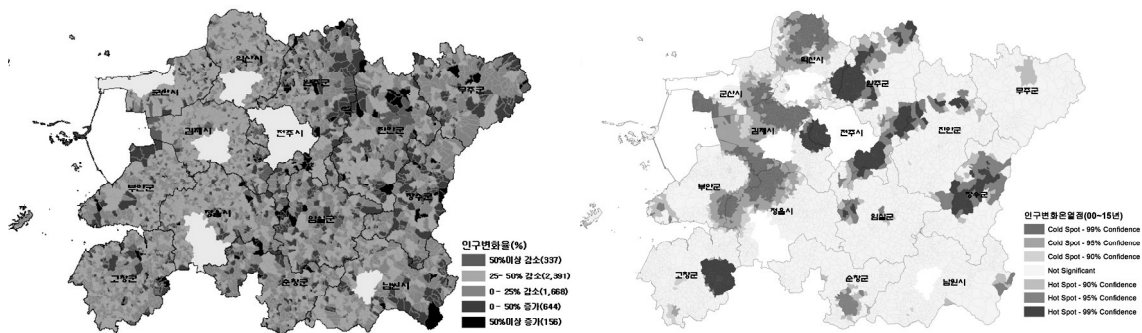 익산시
완주군
무주군
군산시
진안군
김제시
전주시
부안군
장수군
정읍시
임실군
고창군
순창군
남원시
인구변화율(%)
50%이상 감소(337)
25- 50% 감소(2,391)
0 - 25% 감소(1,668)
0 - 50% 증가(644)
50%이상 증가(156)
익산시
완주군
무주군
군산시
진안군
김제시
전주시
부안군
장수군
정읍시
임실군
고창군
순창군
남원시
인구변화온열점(00~15년)
Cold Spot - 99% Confidence
Cold Spot - 95% Confidence
Cold Spot - 90% Confidence
Not Significant
Hot Spot - 90% Confidence
Hot Spot - 95% Confidence
Hot Spot - 99% Confidence